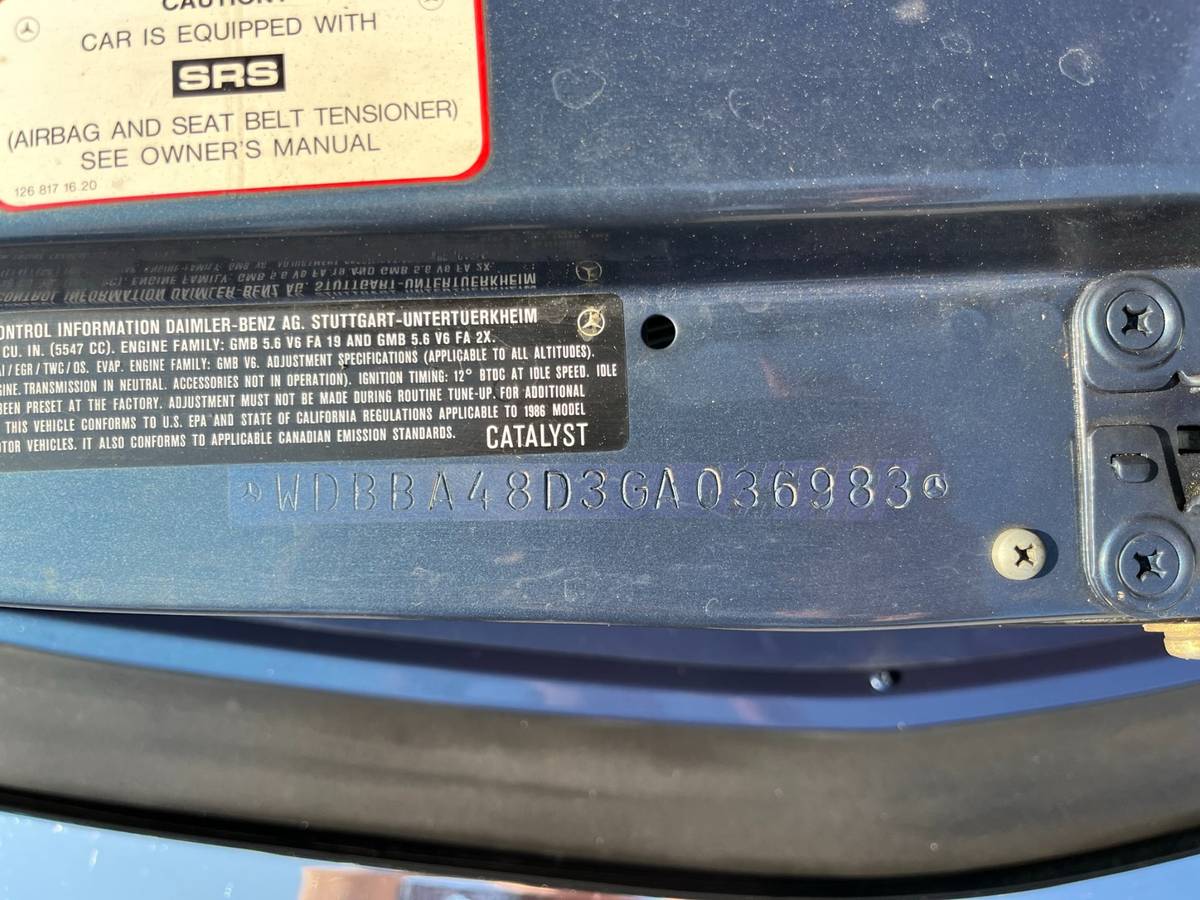 CAUTION!
CAR IS EQUIPPED WITH
SRS
(AIRBAG AND SEAT BELT TENSIONER)
SEE OWNER'S MANUAL
126 817 16 20
CONTROL INFORMATION DAIMLER-BENZ AG. STUTTGART-UNTERTUERKHEIM
CU. IN. (5547 CC). ENGINE FAMILY: GMB 5.6 V6 FA 19 AND GMB 5.6 V6 FA 2X.
AI / EGR / TWC / OS. EVAP. ENGINE FAMILY: GMB V6. ADJUSTMENT SPECIFICATIONS (APPLICABLE TO ALL ALTITUDES).
GINE. TRANSMISSION IN NEUTRAL. ACCESSORIES NOT IN OPERATION). IGNITION TIMING: 12° BTDC AT IDLE SPEED. IDLE
BEEN PRESET AT THE FACTORY. ADJUSTMENT MUST NOT BE MADE DURING ROUTINE TUNE-UP. FOR ADDITIONAL
THIS VEHICLE CONFORMS TO U.S. EPA AND STATE OF CALIFORNIA REGULATIONS APPLICABLE TO 1986 MODEL
OTOR VEHICLES. IT ALSO CONFORMS TO APPLICABLE CANADIAN EMISSION STANDARDS. CATALYST
WDBBA48D3GA036983